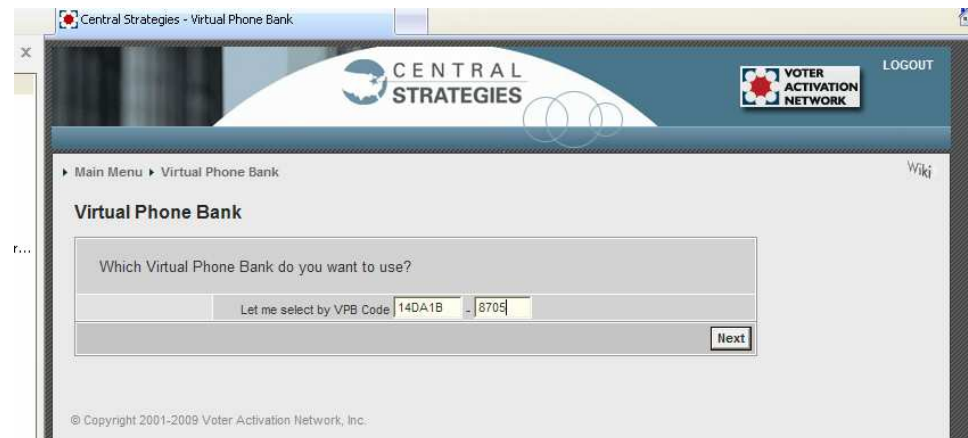 Central Strategies - Virtual Phone Bank
x
CENTRAL
STRATEGIES
VOTER
ACTIVATION
NETWORK
LOGOUT
Main Menu Virtual Phone Bank
Wiki
Virtual Phone Bank
r...
Which Virtual Phone Bank do you want to use?
Let me select by VPB Code 14DA1B - 8705
Next
© Copyright 2001-2009 Voter Activation Network, Inc.